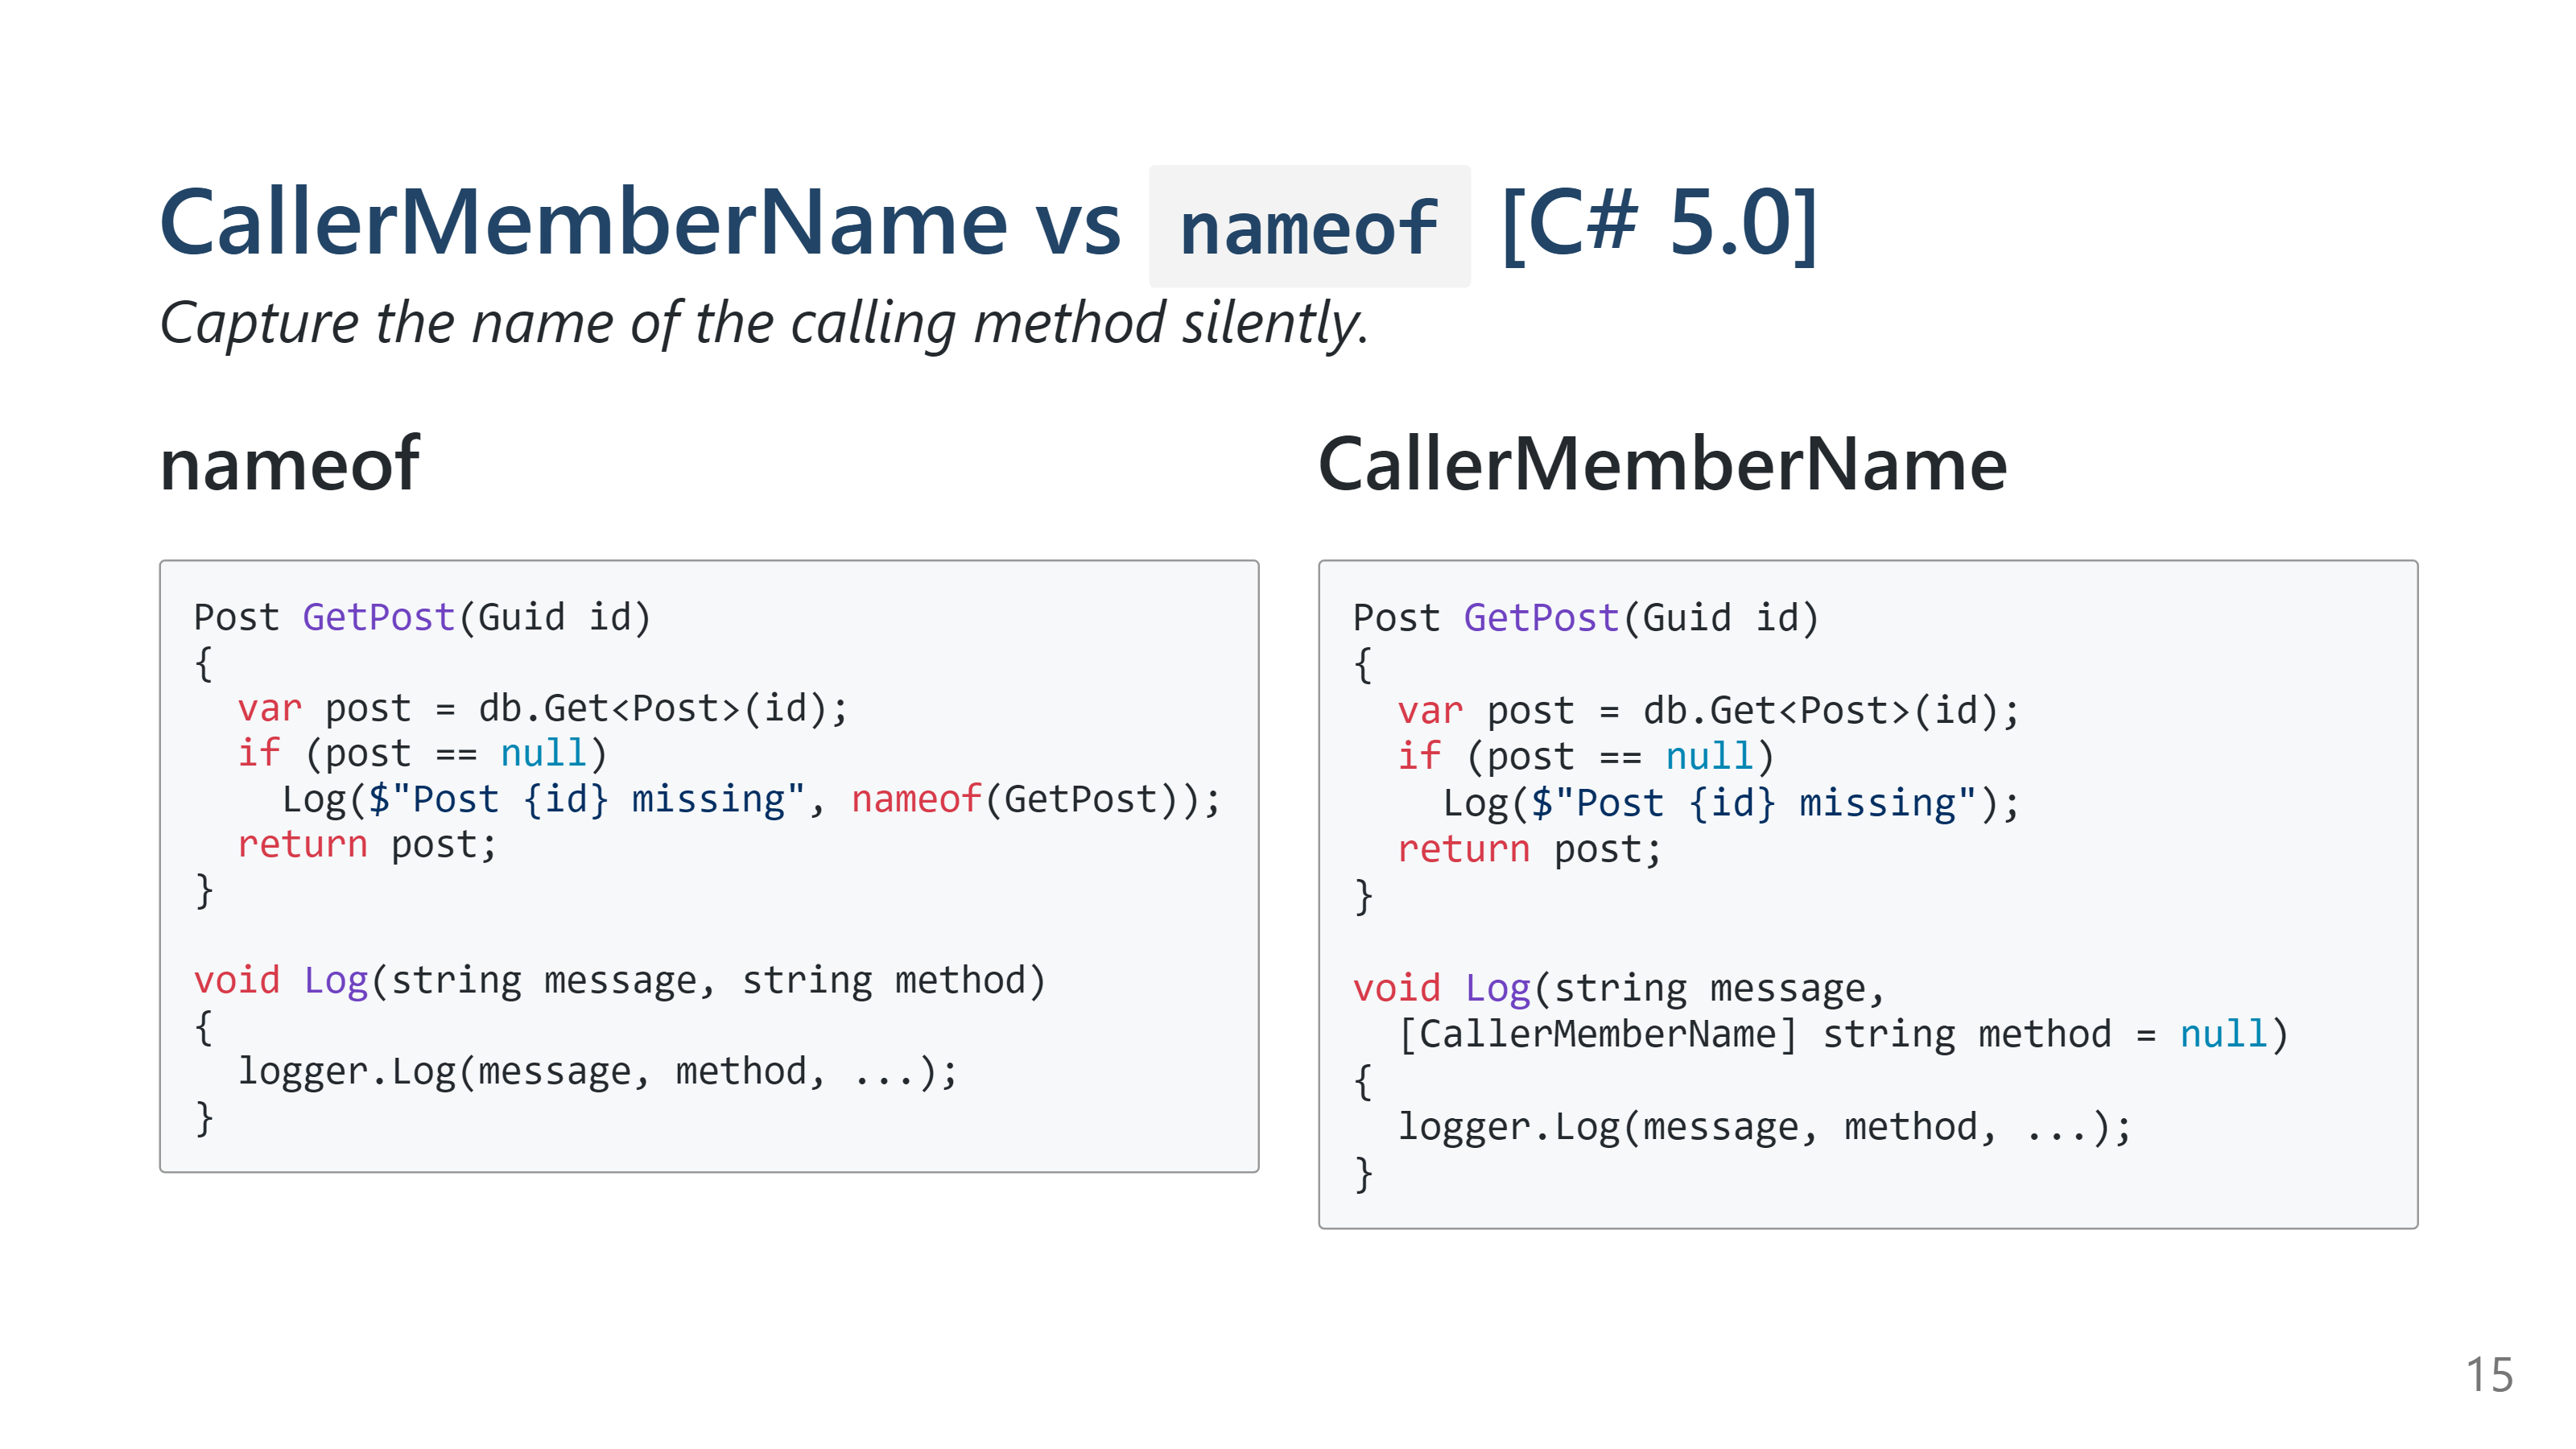 CallerMemberName vs nameof [C# 5.0]
Capture the name of the calling method silently.
nameof
Post GetPost(Guid id)
{
  var post = db.Get<Post>(id);
  if (post == null)
    Log($"Post {id} missing", nameof(GetPost));
  return post;
}

void Log(string message, string method)
{
  logger.Log(message, method, ...);
}
CallerMemberName
Post GetPost(Guid id)
{
  var post = db.Get<Post>(id);
  if (post == null)
    Log($"Post {id} missing");
  return post;
}

void Log(string message,
  [CallerMemberName] string method = null)
{
  logger.Log(message, method, ...);
}
15